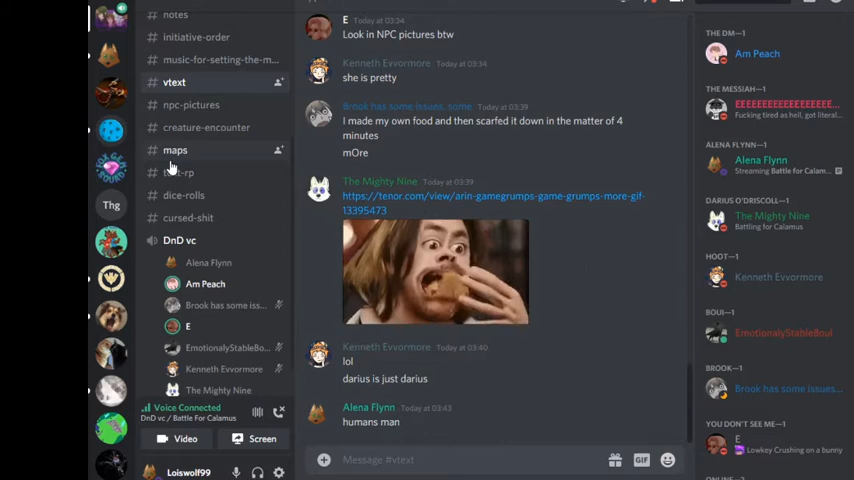 notes
initiative-order
music-for-setting-the-m...
vtext
npc-pictures
creature-encounter
maps
dice-rolls
cursed-shit
DnD vc
Alena Flynn
Am Peach
Brook has some iss...
E
EmotionalyStableBo...
Kenneth Evvormore
The Mighty Nine
Voice Connected
DnD vc / Battle For Calamus
Video
Screen
Loiswolf99
Thg
E Today at 03:34
Look in NPC pictures btw
Kenneth Evvormore Today at 03:34
she is pretty
Brook has some issues, some Today at 03:39
I made my own food and then scarfed it down in the matter of 4
minutes
mOre
The Mighty Nine Today at 03:39
https://tenor.com/view/arin-gamegrumps-game-grumps-more-gif-
13395473
Kenneth Evvormore Today at 03:40
lol
darius is just darius
Alena Flynn Today at 03:43
humans man
Message #vtext
GIF
THE DM—1
Am Peach
THE MESSIAH—1
EEEEEEEEEEEEEEEEE...
Fucking tired as hell, got literal...
ALENA FLYNN—1
Alena Flynn
Streaming Battle for Calam...
DARIUS O'DRISCOLL—1
The Mighty Nine
Battling for Calamus
HOOT—1
Kenneth Evvormore
BOUI—1
EmotionalyStableBoul
BROOK—1
Brook has some issues...
YOU DON'T SEE ME—1
E
Lowkey Crushing on a bunny